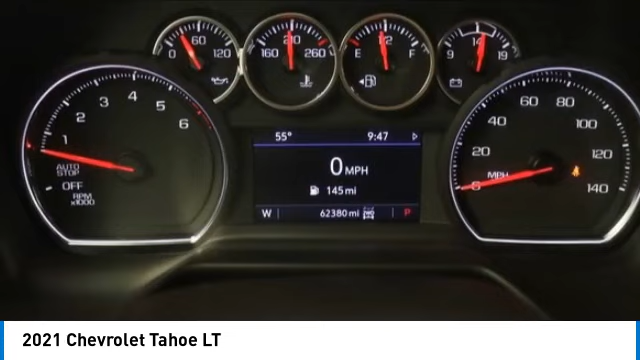 60
0 120
210
160 260
1/2
E F
14
9 19
1 2 3 4 5 6
AUTO
STOP
OFF
RPM
x1000
55° 9:47
0 MPH
145 mi
W 62380 mi P
20 40 60 80 100 120 140
MPH
2021 Chevrolet Tahoe LT